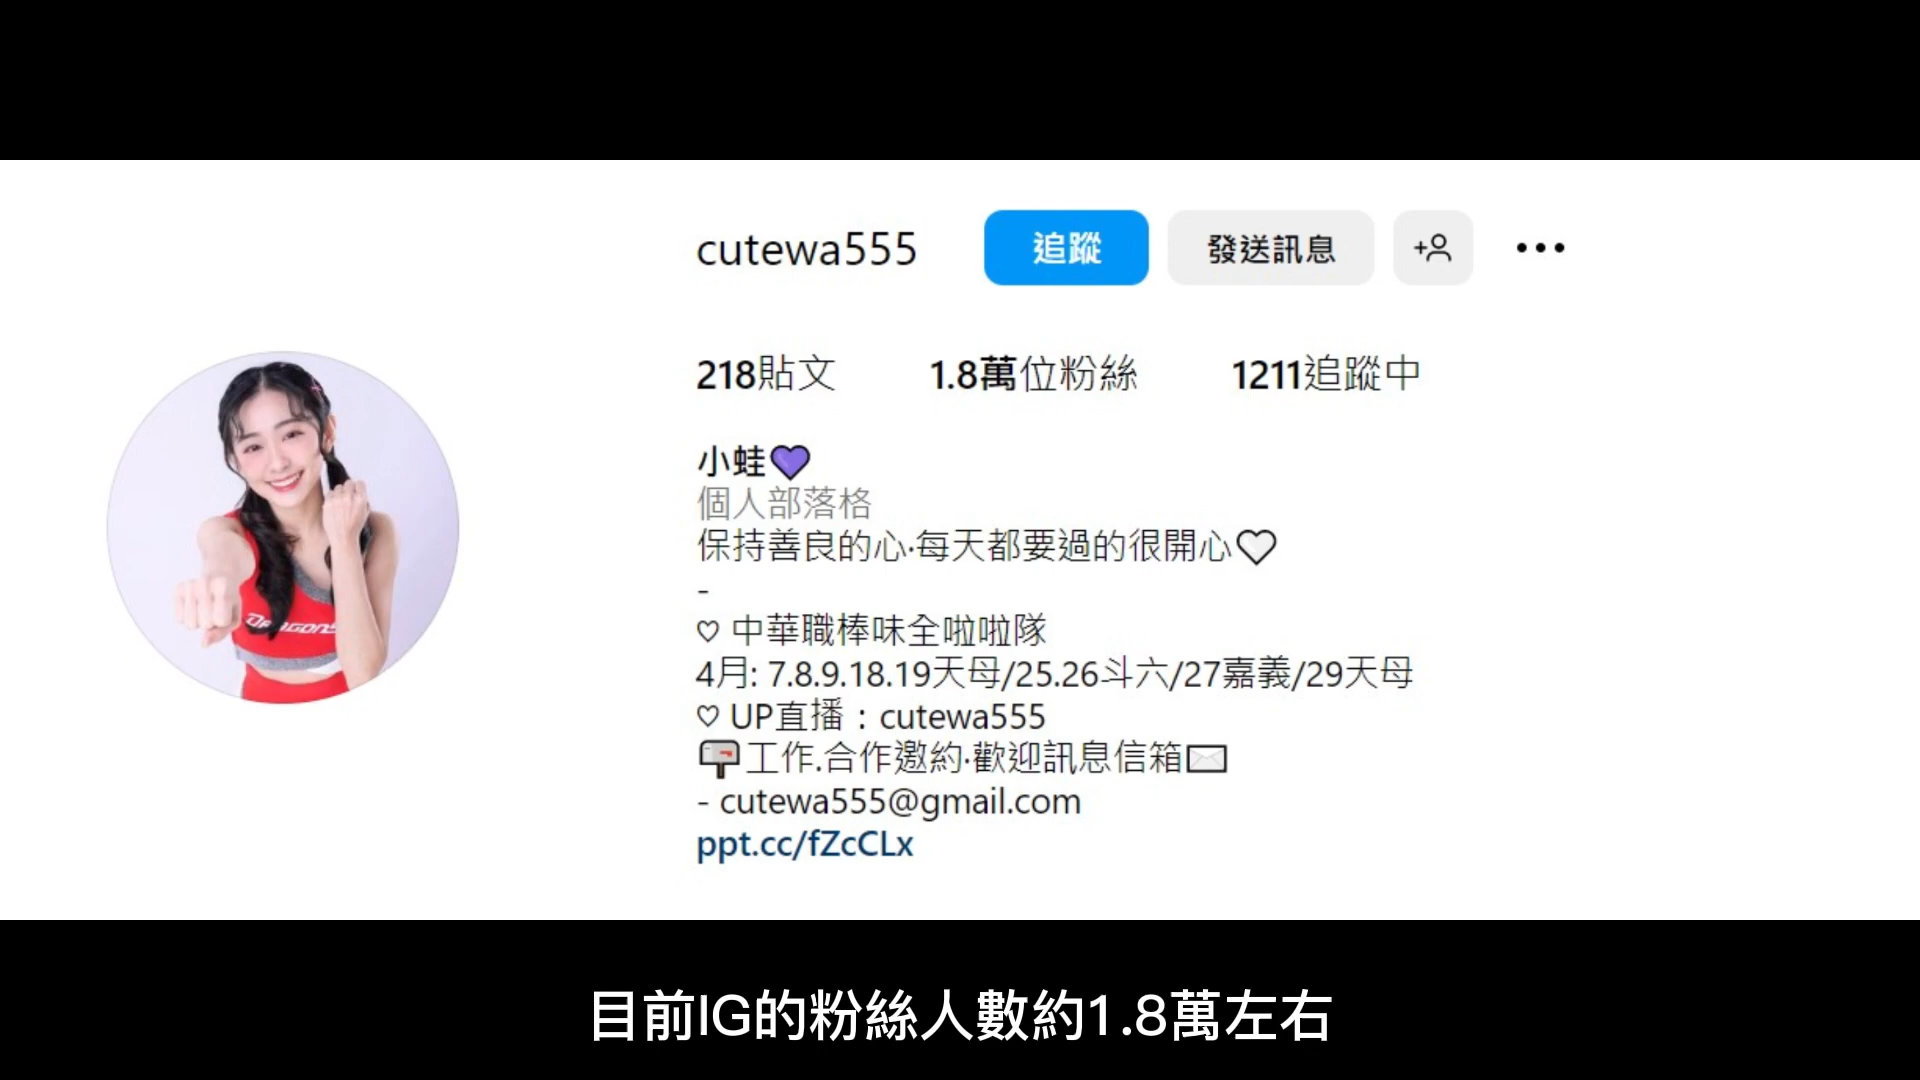 cutewa555 追蹤 發送訊息
218貼文 1.8萬位粉絲 1211追蹤中
小蛙💜
個人部落格
保持善良的心·每天都要過的很開心🤍
-
♡ 中華職棒味全啦啦隊
4月: 7.8.9.18.19天母/25.26斗六/27嘉義/29天母
♡ UP直播：cutewa555
📪工作.合作邀約·歡迎訊息信箱✉️
- cutewa555@gmail.com
ppt.cc/fZcCLx
DRAGONS
目前IG的粉絲人數約1.8萬左右